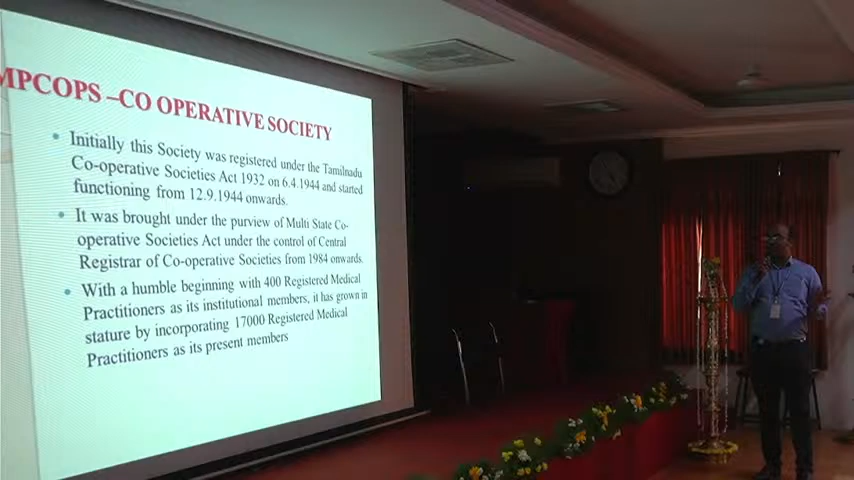 MPCOPS –CO OPERATIVE SOCIETY
• Initially this Society was registered under the Tamilnadu
Co-operative Societies Act 1932 on 6.4.1944 and started
functioning from 12.9.1944 onwards.
• It was brought under the purview of Multi State Co-
operative Societies Act under the control of Central
Registrar of Co-operative Societies from 1984 onwards.
• With a humble beginning with 400 Registered Medical
Practitioners as its institutional members, it has grown in
stature by incorporating 17000 Registered Medical
Practitioners as its present members